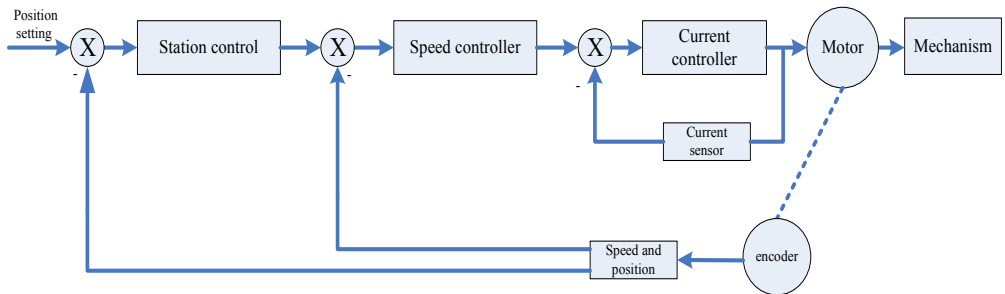 Position
setting
X
Station control
X
Speed controller
X
Current
controller
Motor
Mechanism
-
-
-
Current
sensor
Speed and
position
encoder